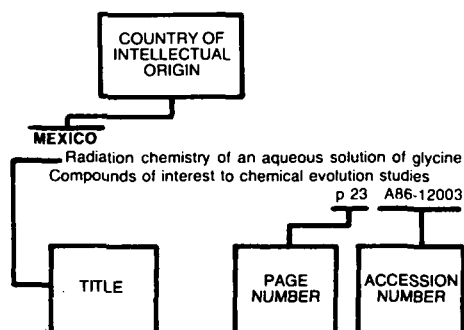 COUNTRY OF
INTELLECTUAL
ORIGIN
MEXICO
Radiation chemistry of an aqueous solution of glycine
Compounds of interest to chemical evolution studies
p 23 A86-12003
TITLE
PAGE
NUMBER
ACCESSION
NUMBER